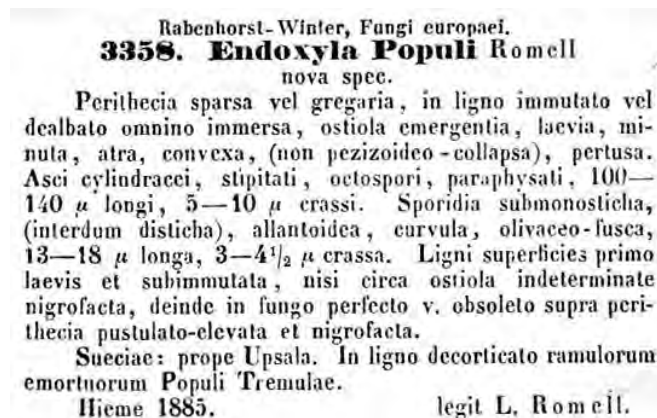 Rabenhorst-Winter, Fungi europaei.
3358. Endoxyla Populi Romell
nova spec.
Perithecia sparsa vel gregaria, in ligno immutato vel
dealbato omnino immersa, ostiola emergentia, laevia, mi-
nuta, atra, convexa, (non pezizoideo-collapsa), pertusa.
Asci cylindracei, stipitati, octospori, paraphysati, 100—
140 µ longi, 5—10 µ crassi. Sporidia submonosticha,
(interdum disticha), allantoidea, curvula, olivaceo-fusca,
13—18 µ longa, 3—4½ µ crassa. Ligni superficies primo
laevis et subimmutata, nisi circa ostiola indeterminate
nigrofacta, deinde in fungo perfecto v. obsoleto supra peri-
thecia pustulato-elevata et nigrofacta.
Sueciae: prope Upsala. In ligno decorticato ramulorum
emortuorum Populi Tremulae.
Hieme 1885. legit L. Romell.